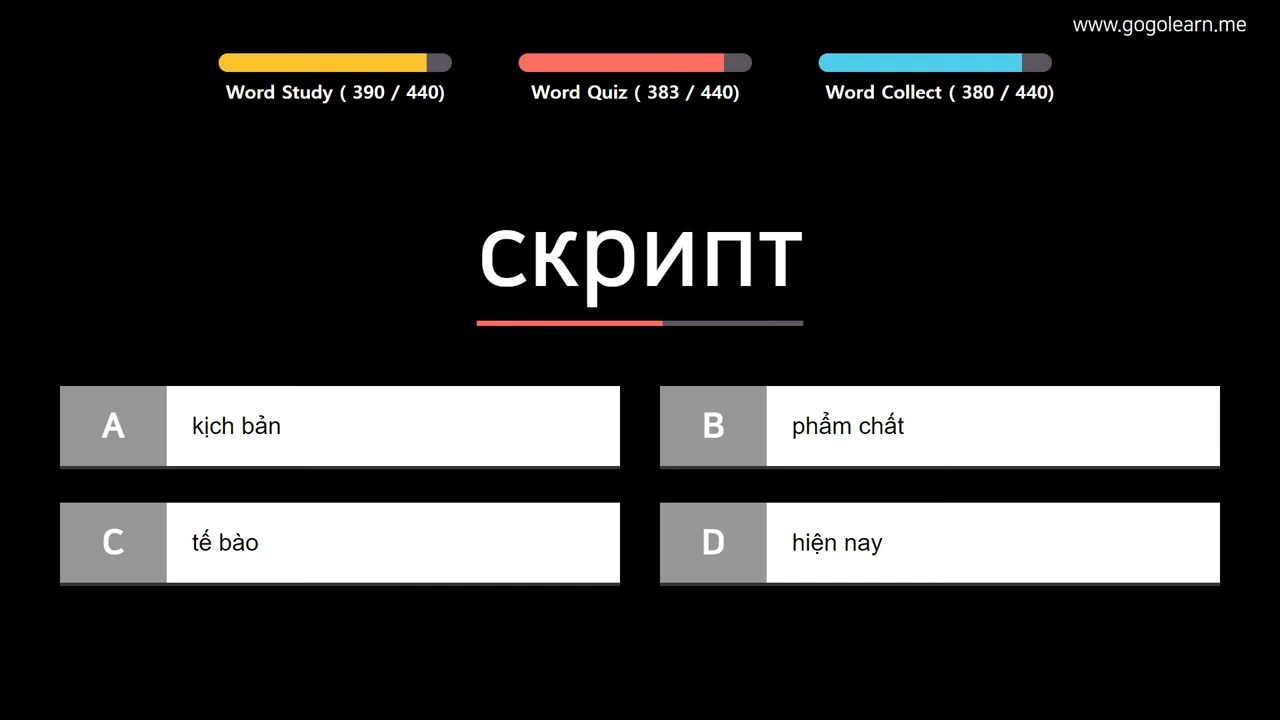 www.gogolearn.me
Word Study ( 390 / 440)
Word Quiz ( 383 / 440)
Word Collect ( 380 / 440)
скрипт
A kịch bản
B phẩm chất
C tế bào
D hiện nay